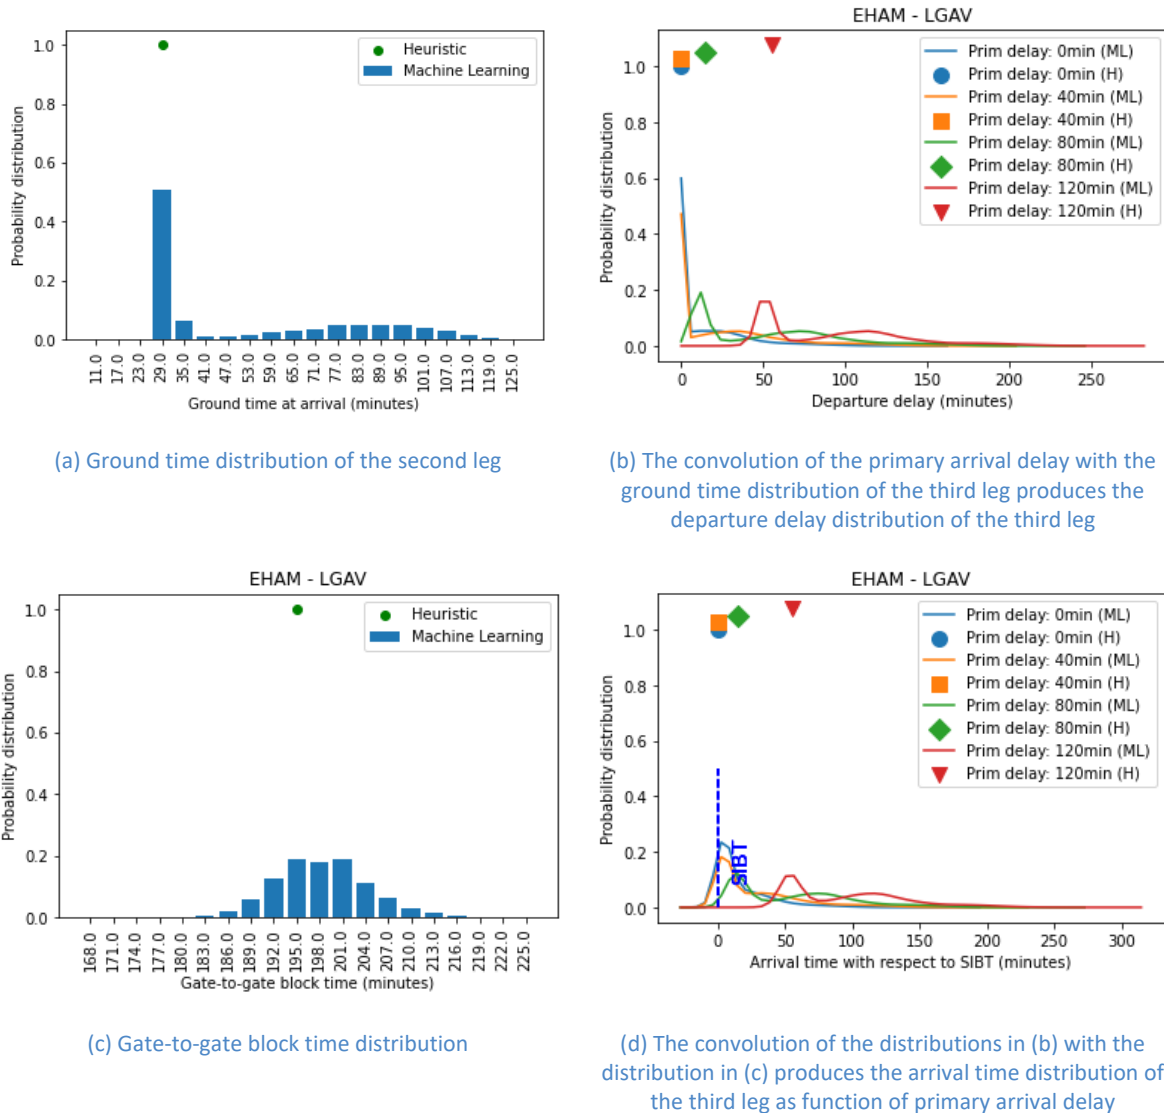 1.0
0.8
0.6
0.4
0.2
0.0
Probability distribution
Heuristic
Machine Learning
11.0
17.0
23.0
29.0
35.0
41.0
47.0
53.0
59.0
65.0
71.0
77.0
83.0
89.0
95.0
101.0
107.0
113.0
119.0
125.0
Ground time at arrival (minutes)
(a) Ground time distribution of the second leg
EHAM - LGAV
1.0
0.8
0.6
0.4
0.2
0.0
Probability distribution
Prim delay: 0min (ML)
Prim delay: 0min (H)
Prim delay: 40min (ML)
Prim delay: 40min (H)
Prim delay: 80min (ML)
Prim delay: 80min (H)
Prim delay: 120min (ML)
Prim delay: 120min (H)
0
50
100
150
200
250
Departure delay (minutes)
(b) The convolution of the primary arrival delay with the
ground time distribution of the third leg produces the
departure delay distribution of the third leg
EHAM - LGAV
1.0
0.8
0.6
0.4
0.2
0.0
Probability distribution
Heuristic
Machine Learning
168.0
171.0
174.0
177.0
180.0
183.0
186.0
189.0
192.0
195.0
198.0
201.0
204.0
207.0
210.0
213.0
216.0
219.0
222.0
225.0
Gate-to-gate block time (minutes)
(c) Gate-to-gate block time distribution
EHAM - LGAV
1.0
0.8
0.6
0.4
0.2
0.0
Probability distribution
Prim delay: 0min (ML)
Prim delay: 0min (H)
Prim delay: 40min (ML)
Prim delay: 40min (H)
Prim delay: 80min (ML)
Prim delay: 80min (H)
Prim delay: 120min (ML)
Prim delay: 120min (H)
SIBT
0
50
100
150
200
250
300
Arrival time with respect to SIBT (minutes)
(d) The convolution of the distributions in (b) with the
distribution in (c) produces the arrival time distribution of
the third leg as function of primary arrival delay